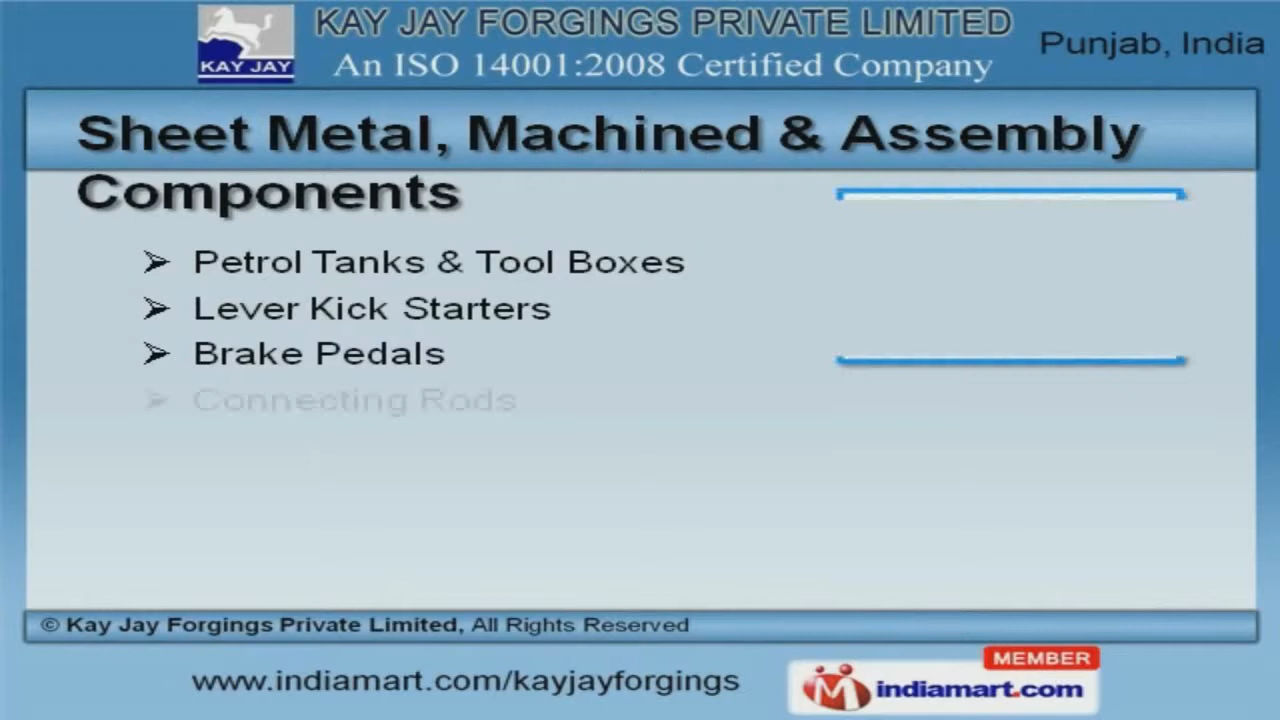 KAY JAY FORGINGS PRIVATE LIMITED
An ISO 14001:2008 Certified Company
KAY JAY
Punjab, India
Sheet Metal, Machined & Assembly
Components
➢ Petrol Tanks & Tool Boxes
➢ Lever Kick Starters
➢ Brake Pedals
➢ Connecting Rods
© Kay Jay Forgings Private Limited, All Rights Reserved
www.indiamart.com/kayjayforgings
MEMBER
indiamart.com